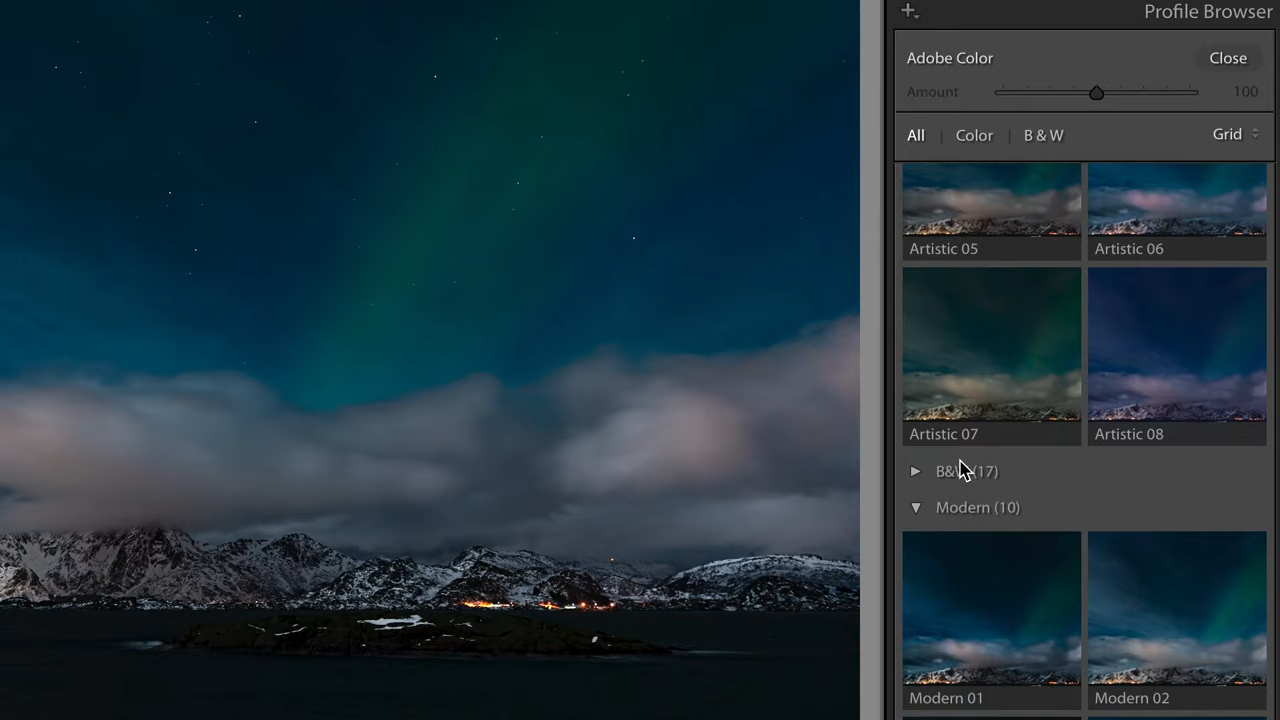 Profile Browser
Adobe Color Close
Amount 100
All | Color | B & W Grid
Artistic 05 Artistic 06
Artistic 07 Artistic 08
B&W (17)
Modern (10)
Modern 01 Modern 02